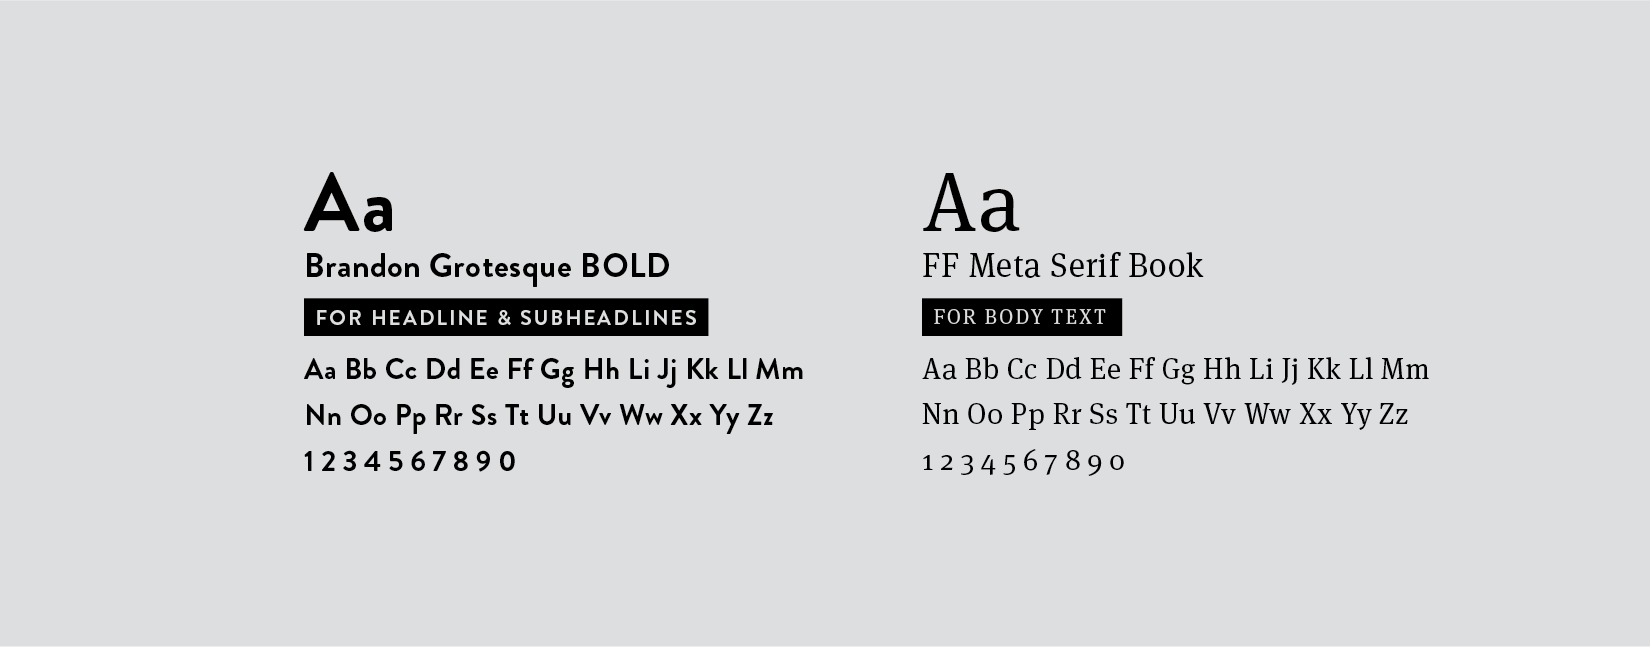 Aa
Brandon Grotesque BOLD
FOR HEADLINE & SUBHEADLINES
Aa Bb Cc Dd Ee Ff Gg Hh Li Jj Kk Ll Mm
Nn Oo Pp Rr Ss Tt Uu Vv Ww Xx Yy Zz
1 2 3 4 5 6 7 8 9 0
Aa
FF Meta Serif Book
FOR BODY TEXT
Aa Bb Cc Dd Ee Ff Gg Hh Li Jj Kk Ll Mm
Nn Oo Pp Rr Ss Tt Uu Vv Ww Xx Yy Zz
1 2 3 4 5 6 7 8 9 0